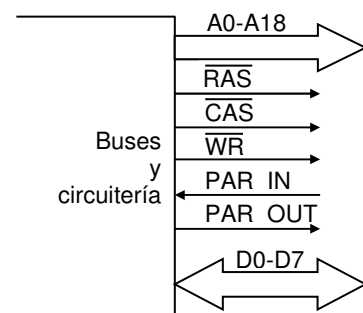 A0-A18
RAS
CAS
WR
Buses
y
circuitería
PAR IN
PAR OUT
D0-D7